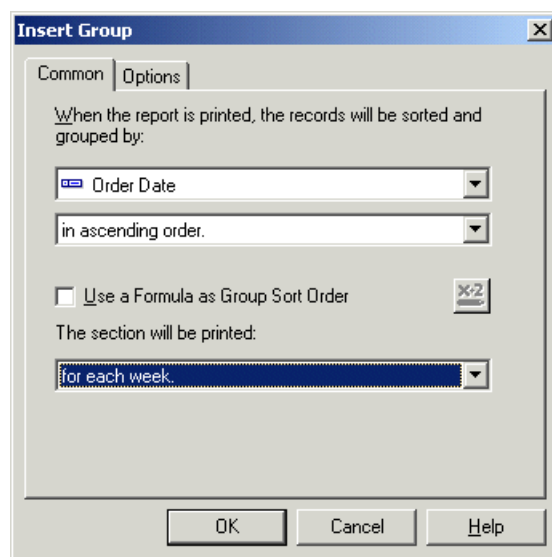 Insert Group
Common
Options
When the report is printed, the records will be sorted and
grouped by:
Order Date
in ascending order.
Use a Formula as Group Sort Order
x+2
The section will be printed:
for each week.
OK
Cancel
Help